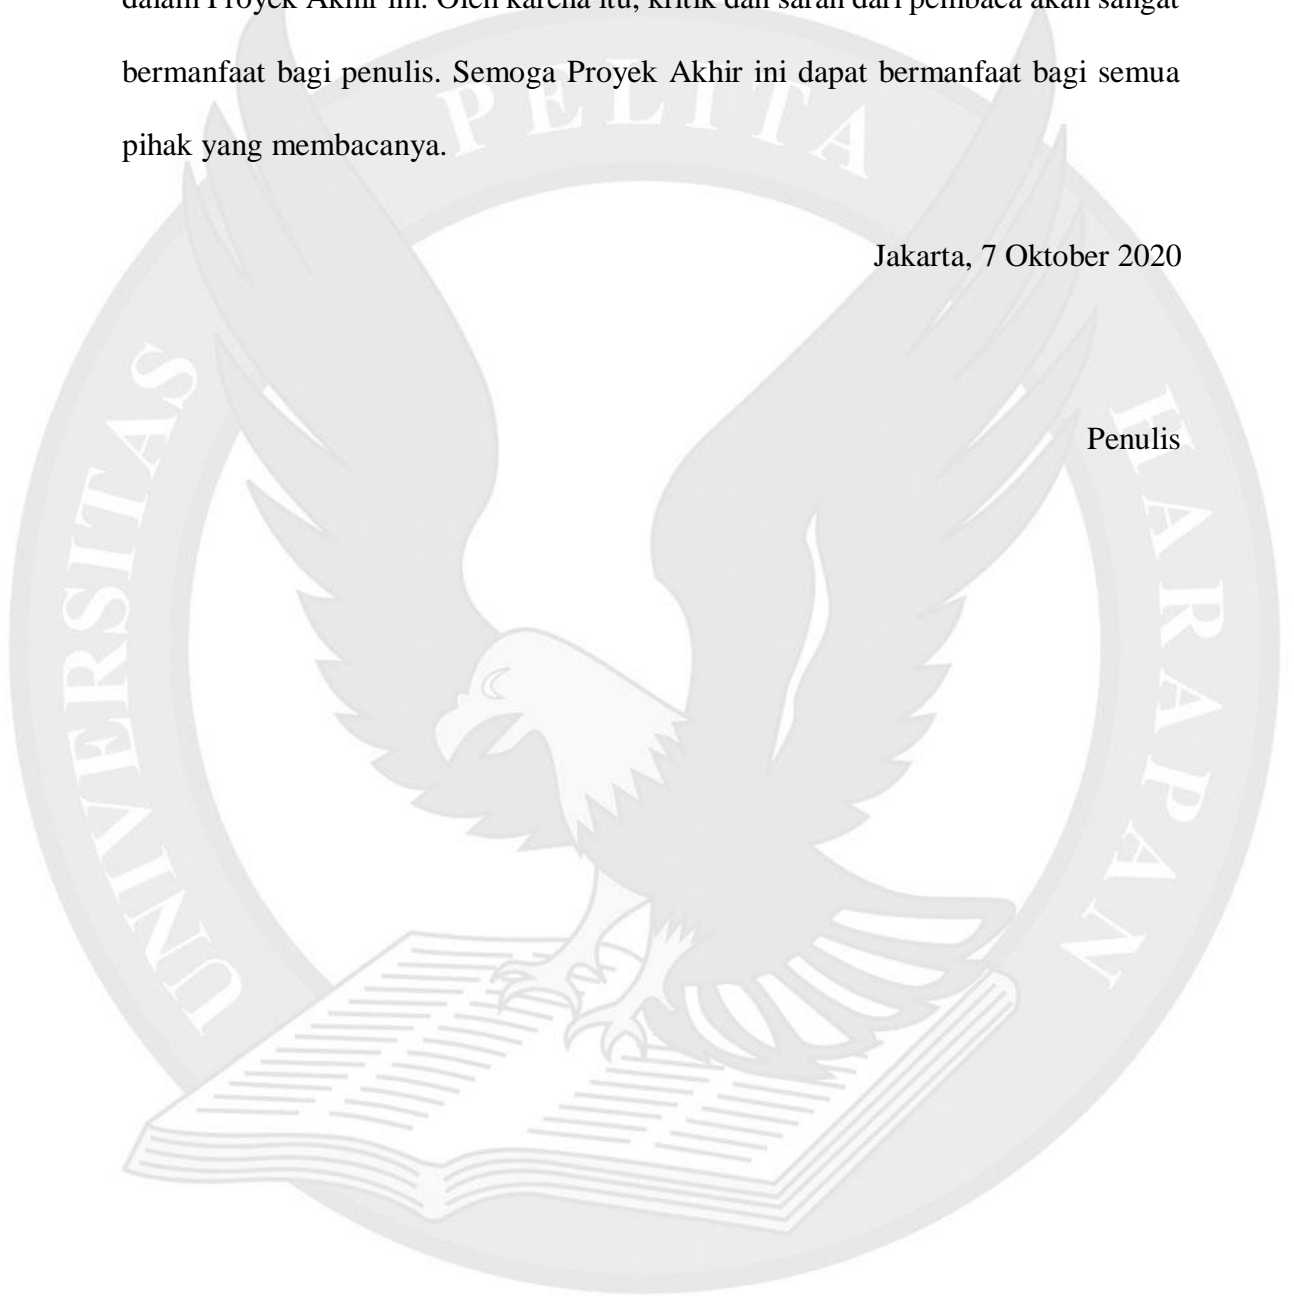 dalam Proyek Akhir ini. Oleh karena itu, kritik dan saran dari pembaca akan sangat
bermanfaat bagi penulis. Semoga Proyek Akhir ini dapat bermanfaat bagi semua
pihak yang membacanya.
Jakarta, 7 Oktober 2020
Penulis
UNIVERSITAS PELITA HARAPAN